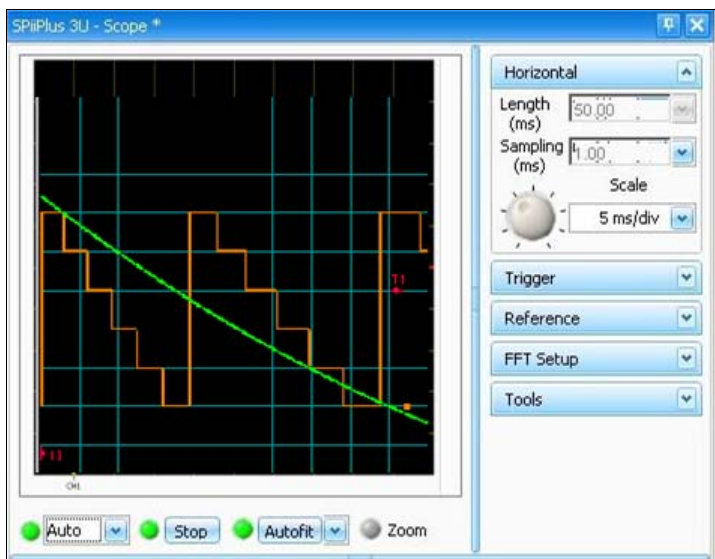 SPiiPlus 3U - Scope *
Horizontal
Length (ms)
50.00
Sampling (ms)
1.00
Scale
5 ms/div
Trigger
Reference
FFT Setup
Tools
T1
CH1
Auto
Stop
Autofit
Zoom